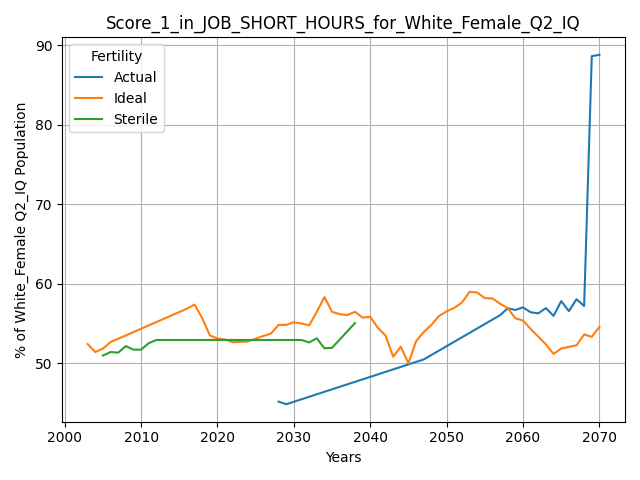 Score_1_in_JOB_SHORT_HOURS_for_White_Female_Q2_IQ
Fertility
Actual
Ideal
Sterile
% of White_Female Q2_IQ Population
90
80
70
60
50
2000 2010 2020 2030 2040 2050 2060 2070
Years